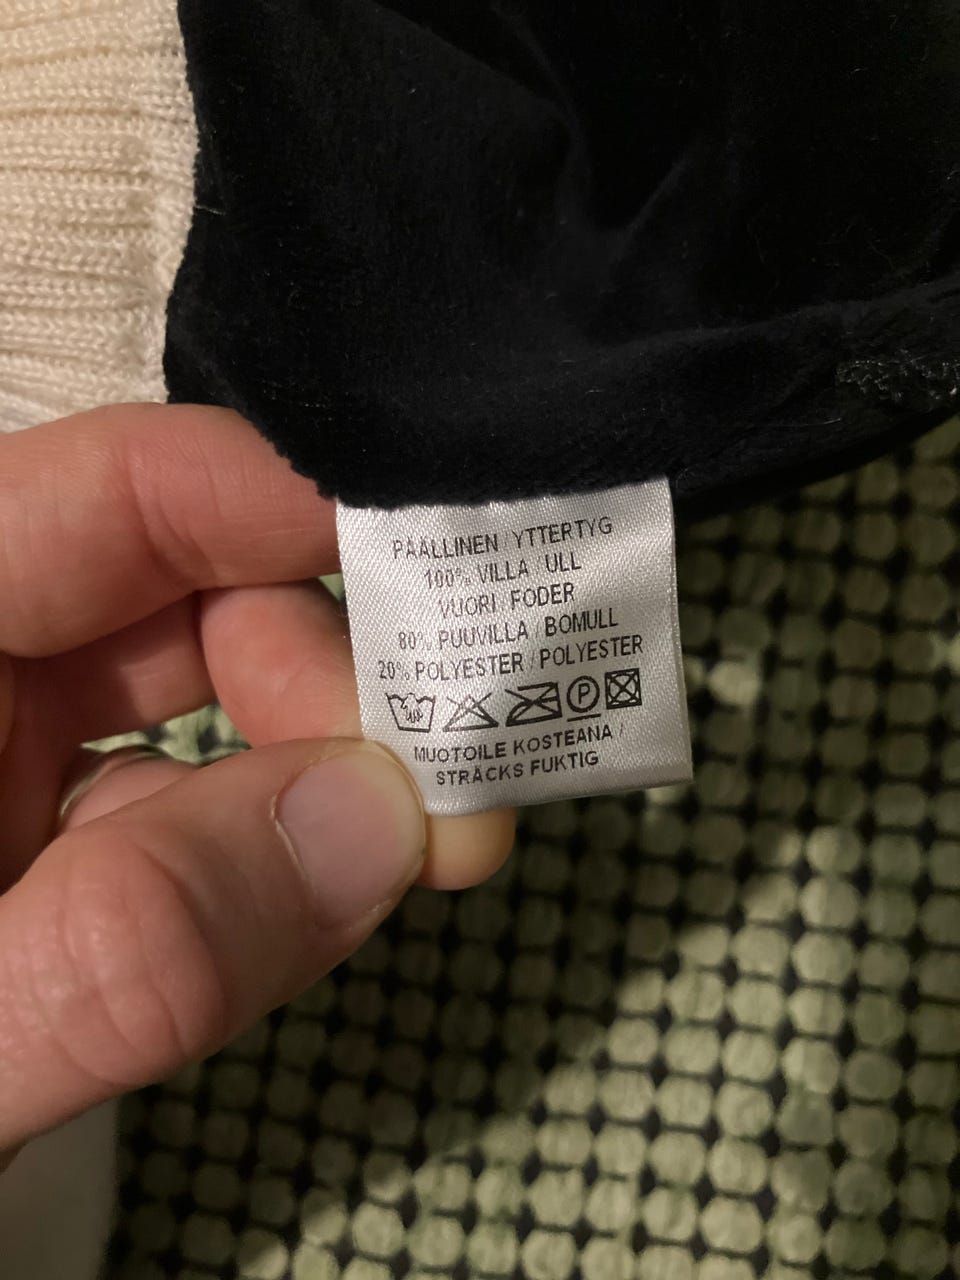 PÄÄLLINEN / YTTERTYG
100% VILLA / ULL
VUORI / FODER
80% PUUVILLA / BOMULL
20% POLYESTER / POLYESTER
P
MUOTOILE KOSTEANA /
STRÄCKS FUKTIG